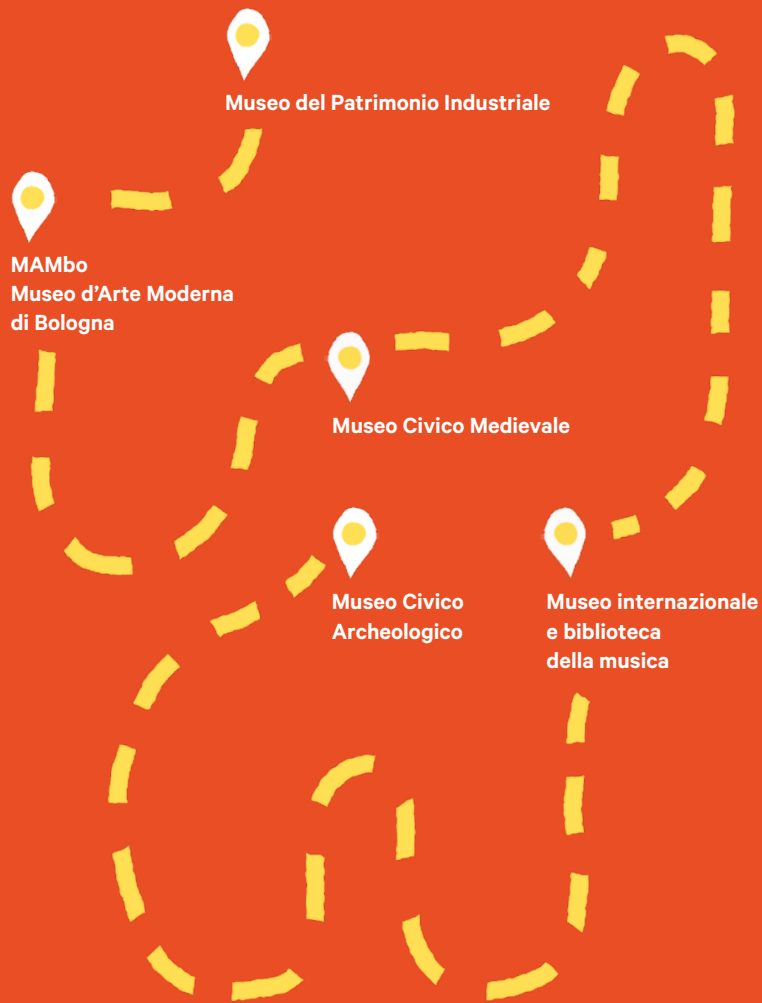 Museo del Patrimonio Industriale
MAMbo
Museo d’Arte Moderna
di Bologna
Museo Civico Medievale
Museo Civico
Archeologico
Museo internazionale
e biblioteca
della musica